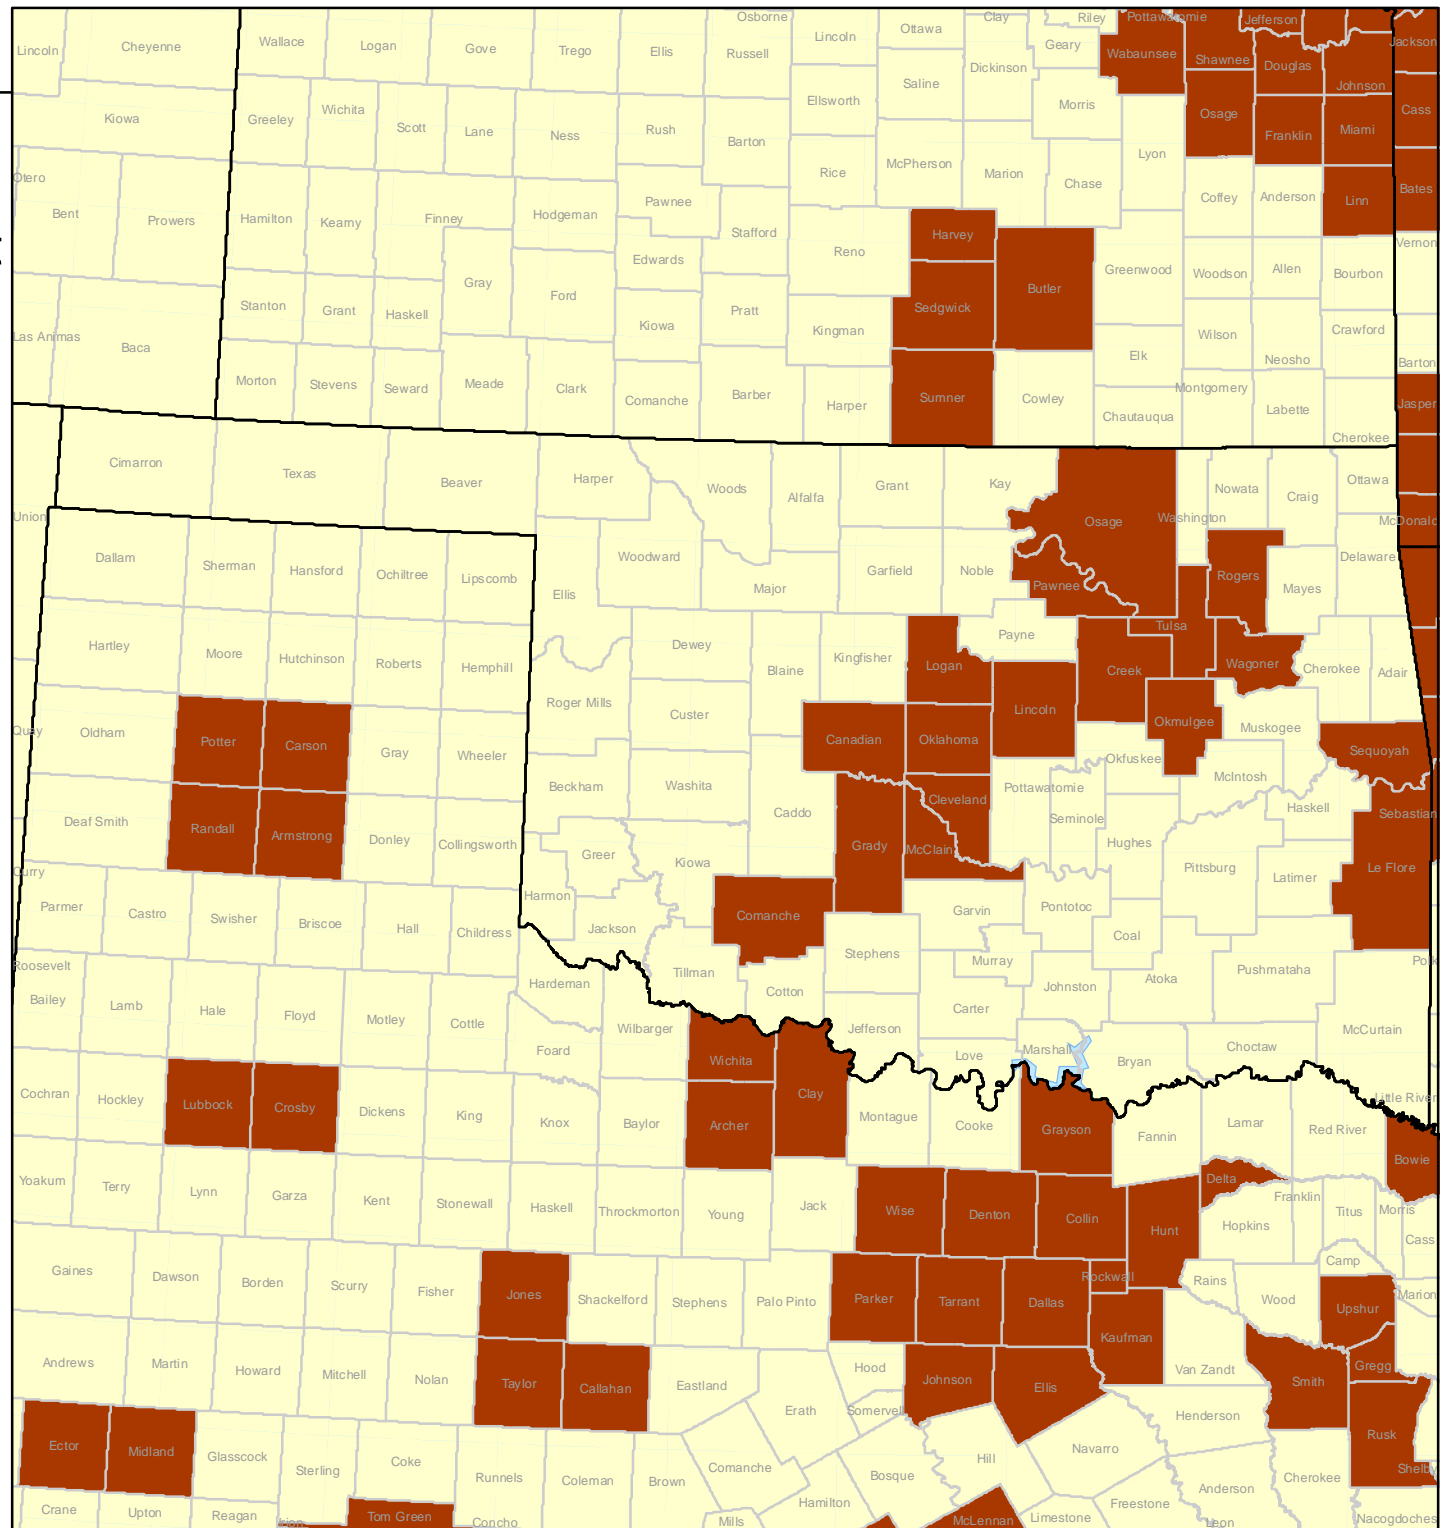 Lincoln
Cheyenne
Wallace
Logan
Gove
Trego
Ellis
Osborne
Russell
Lincoln
Ottawa
Clay
Riley
Geary
Dickinson
Pottawatomie
Wabaunsee
Shawnee
Jefferson
Douglas
Johnson
Jackson
Kiowa
Greeley
Wichita
Scott
Lane
Ness
Rush
Barton
Ellsworth
Saline
Morris
Osage
Franklin
Miami
Cass
Otero
Bent
Prowers
Hamilton
Kearny
Finney
Hodgeman
Pawnee
Stafford
Rice
McPherson
Marion
Chase
Lyon
Coffey
Anderson
Linn
Bates
Edwards
Reno
Harvey
Butler
Greenwood
Woodson
Allen
Bourbon
Vernon
Las Animas
Baca
Stanton
Grant
Haskell
Gray
Ford
Kiowa
Pratt
Kingman
Sedgwick
Elk
Wilson
Neosho
Crawford
Barton
Morton
Stevens
Seward
Meade
Clark
Comanche
Barber
Harper
Sumner
Cowley
Chautauqua
Montgomery
Labette
Cherokee
Jasper
Cimarron
Texas
Beaver
Harper
Woods
Alfalfa
Grant
Kay
Osage
Washington
Nowata
Craig
Ottawa
McDonald
Union
Dallam
Sherman
Hansford
Ochiltree
Lipscomb
Ellis
Woodward
Major
Garfield
Noble
Pawnee
Rogers
Mayes
Delaware
Hartley
Moore
Hutchinson
Roberts
Hemphill
Dewey
Blaine
Kingfisher
Logan
Payne
Creek
Tulsa
Wagoner
Cherokee
Adair
Quay
Oldham
Potter
Carson
Gray
Wheeler
Roger Mills
Custer
Canadian
Oklahoma
Lincoln
Okmulgee
Muskogee
Sequoyah
Deaf Smith
Randall
Armstrong
Donley
Collingsworth
Beckham
Washita
Caddo
Cleveland
Pottawatomie
Okfuskee
Seminole
McIntosh
Haskell
Sebastian
Curry
Greer
Kiowa
Grady
McClain
Hughes
Pittsburg
Latimer
Le Flore
Parmer
Castro
Swisher
Briscoe
Hall
Childress
Harmon
Jackson
Comanche
Garvin
Pontotoc
Coal
Roosevelt
Bailey
Lamb
Hale
Floyd
Motley
Cottle
Hardeman
Tillman
Cotton
Stephens
Murray
Johnston
Atoka
Pushmataha
Polk
Foard
Wilbarger
Jefferson
Carter
Love
Marshall
Bryan
Choctaw
McCurtain
Cochran
Hockley
Lubbock
Crosby
Dickens
King
Knox
Baylor
Wichita
Archer
Clay
Montague
Cooke
Grayson
Fannin
Lamar
Red River
Little River
Bowie
Yoakum
Terry
Lynn
Garza
Kent
Stonewall
Haskell
Throckmorton
Young
Jack
Wise
Denton
Collin
Hunt
Delta
Hopkins
Franklin
Titus
Morris
Cass
Camp
Gaines
Dawson
Borden
Scurry
Fisher
Jones
Shackelford
Stephens
Palo Pinto
Parker
Tarrant
Dallas
Rockwall
Kaufman
Rains
Wood
Upshur
Marion
Andrews
Martin
Howard
Mitchell
Nolan
Taylor
Callahan
Eastland
Erath
Hood
Somervell
Johnson
Ellis
Van Zandt
Henderson
Smith
Gregg
Rusk
Ector
Midland
Glasscock
Sterling
Coke
Runnels
Coleman
Brown
Comanche
Bosque
Hill
Navarro
Freestone
Anderson
Cherokee
Shelby
Crane
Upton
Reagan
Irion
Tom Green
Concho
Mills
Hamilton
McLennan
Limestone
Leon
Nacogdoches